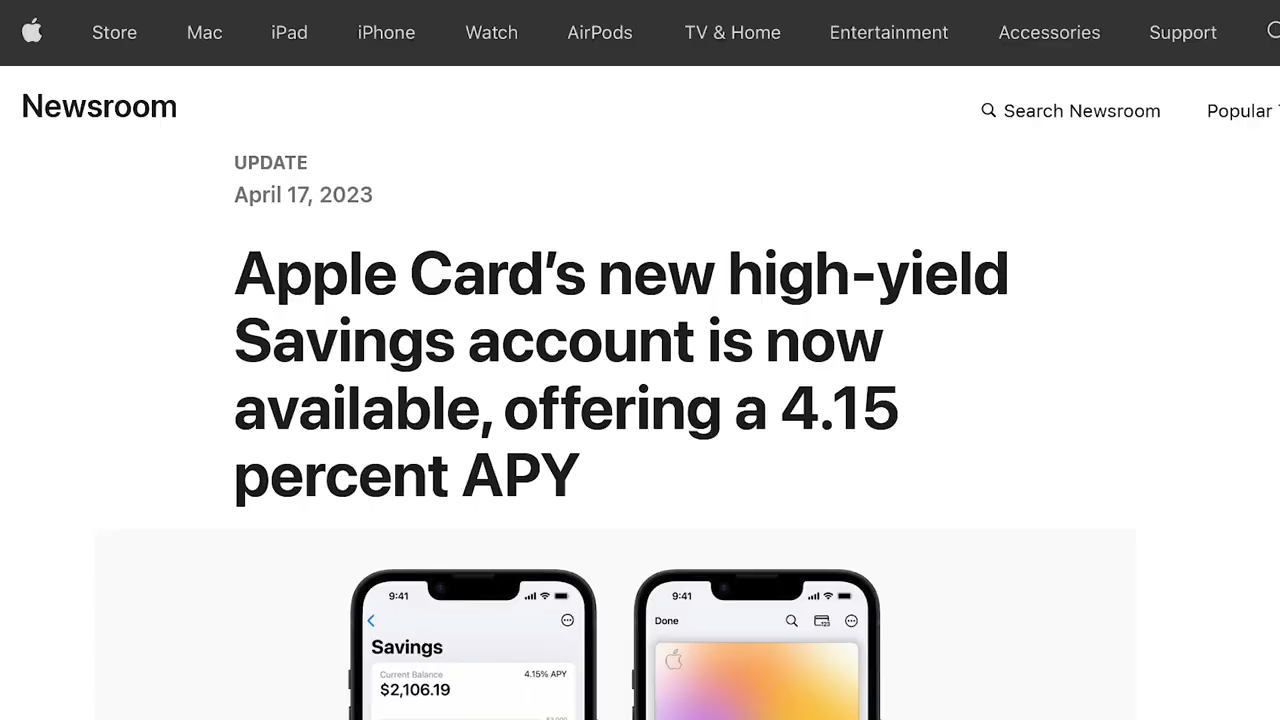 Store Mac iPad iPhone Watch AirPods TV & Home Entertainment Accessories Support
Newsroom
Search Newsroom Popular
UPDATE
April 17, 2023
Apple Card’s new high-yield
Savings account is now
available, offering a 4.15
percent APY
9:41
Savings
Current Balance 4.15% APY
$2,106.19
9:41
Done